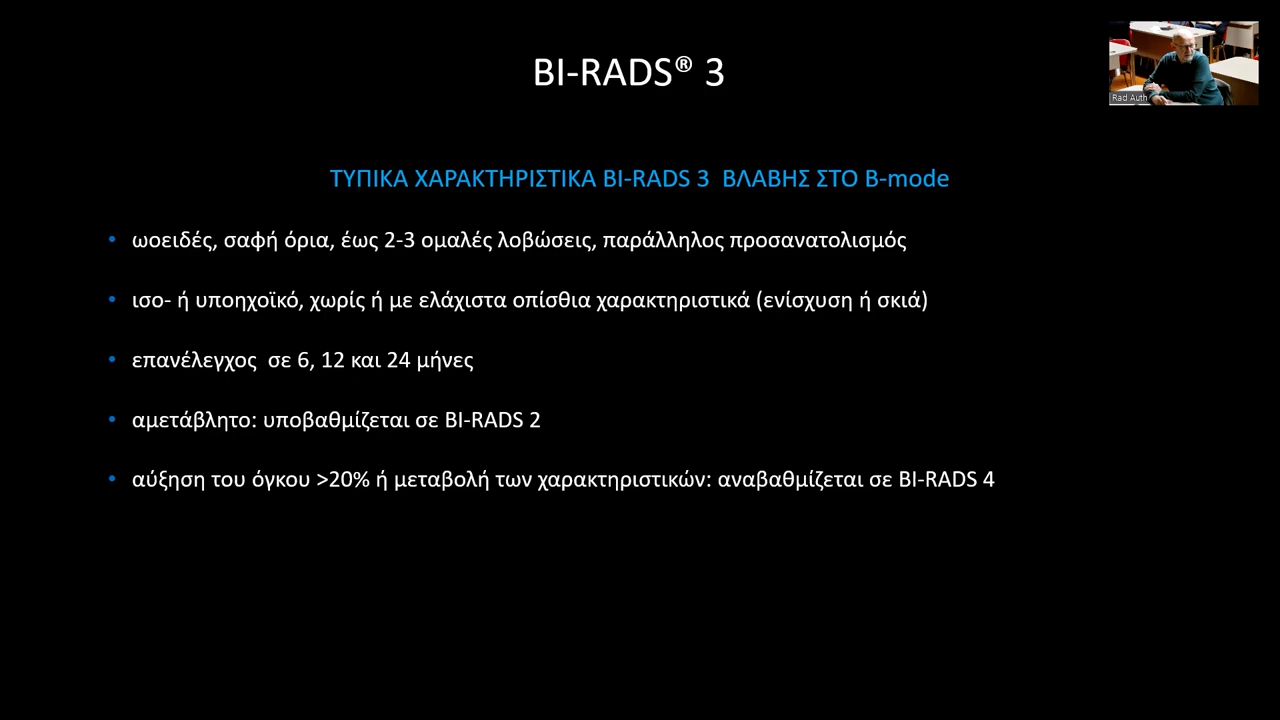 BI-RADS® 3
Rad Auth
ΤΥΠΙΚΑ ΧΑΡΑΚΤΗΡΙΣΤΙΚΑ BI-RADS 3 ΒΛΑΒΗΣ ΣΤΟ B-mode
• ωοειδές, σαφή όρια, έως 2-3 ομαλές λοβώσεις, παράλληλος προσανατολισμός
• ισο- ή υποηχοϊκό, χωρίς ή με ελάχιστα οπίσθια χαρακτηριστικά (ενίσχυση ή σκιά)
• επανέλεγχος σε 6, 12 και 24 μήνες
• αμετάβλητο: υποβαθμίζεται σε BI-RADS 2
• αύξηση του όγκου >20% ή μεταβολή των χαρακτηριστικών: αναβαθμίζεται σε BI-RADS 4